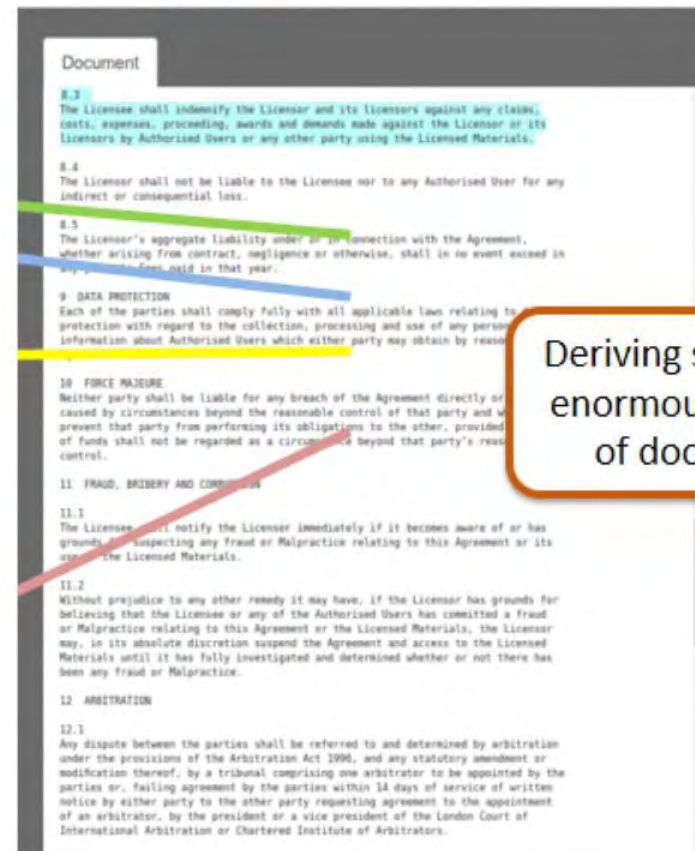 Document
8.3
The Licensee shall indemnify the Licensor and its licensors against any claims,
costs, expenses, proceeding, awards and demands made against the Licensor or its
licensors by Authorised Users or any other party using the Licensed Materials.
8.4
The Licensor shall not be liable to the Licensee nor to any Authorised User for any
indirect or consequential loss.
8.5
The Licensor's aggregate liability under or in connection with the Agreement,
whether arising from contract, negligence or otherwise, shall in no event exceed in
fees paid in that year.
9 DATA PROTECTION
Each of the parties shall comply fully with all applicable laws relating to
protection with regard to the collection, processing and use of any
information about Authorised Users which either party may obtain by
10 FORCE MAJEURE
Neither party shall be liable for any breach of the Agreement directly or
caused by circumstances beyond the reasonable control of that party and
prevent that party from performing its obligations to the other, provided
of funds shall not be regarded as a beyond that party's
control.
11 FRAUD, BRIBERY AND
11.1
The Licensee notify the Licensor immediately if it becomes aware of or has
grounds suspecting any fraud or Malpractice relating to this Agreement or its
the Licensed Materials.
11.2
Without prejudice to any other remedy it may have, if the Licensor has grounds for
believing that the Licensee or any of the Authorised Users has committed a fraud
or Malpractice relating to this Agreement or the Licensed Materials, the Licensor
may, in its absolute discretion suspend the Agreement and access to the Licensed
Materials until it has fully investigated and determined whether or not there has
been any fraud or Malpractice.
12 ARBITRATION
12.1
Any dispute between the parties shall be referred to and determined by arbitration
under the provisions of the Arbitration Act 1996, and any statutory amendment or
modification thereof, by a tribunal comprising one arbitrator to be appointed by the
parties or, failing agreement by the parties within 14 days of service of written
notice by either party to the other party requesting agreement to the appointment
of an arbitrator, by the president or a vice president of the London Court of
International Arbitration or Chartered Institute of Arbitrators.
Deriving
enormou
of doc